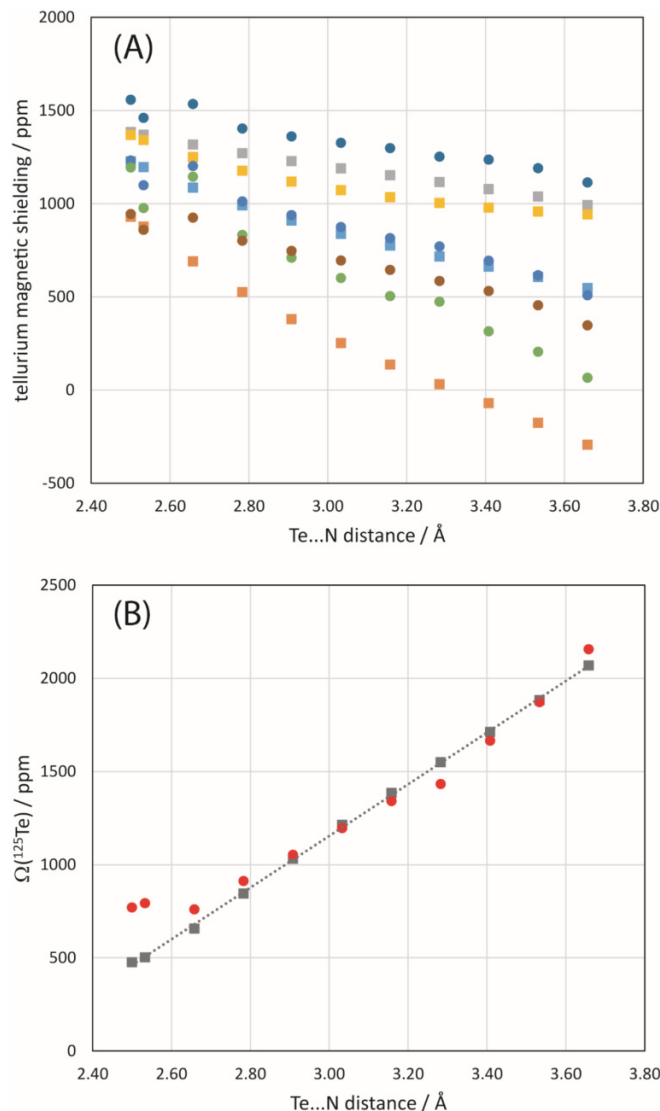 (A)
tellurium magnetic shielding / ppm
2000
1500
1000
500
0
-500
2.40 2.60 2.80 3.00 3.20 3.40 3.60 3.80
Te...N distance / Å
(B)
Ω(¹²⁵Te) / ppm
2500
2000
1500
1000
500
0
2.40 2.60 2.80 3.00 3.20 3.40 3.60 3.80
Te...N distance / Å